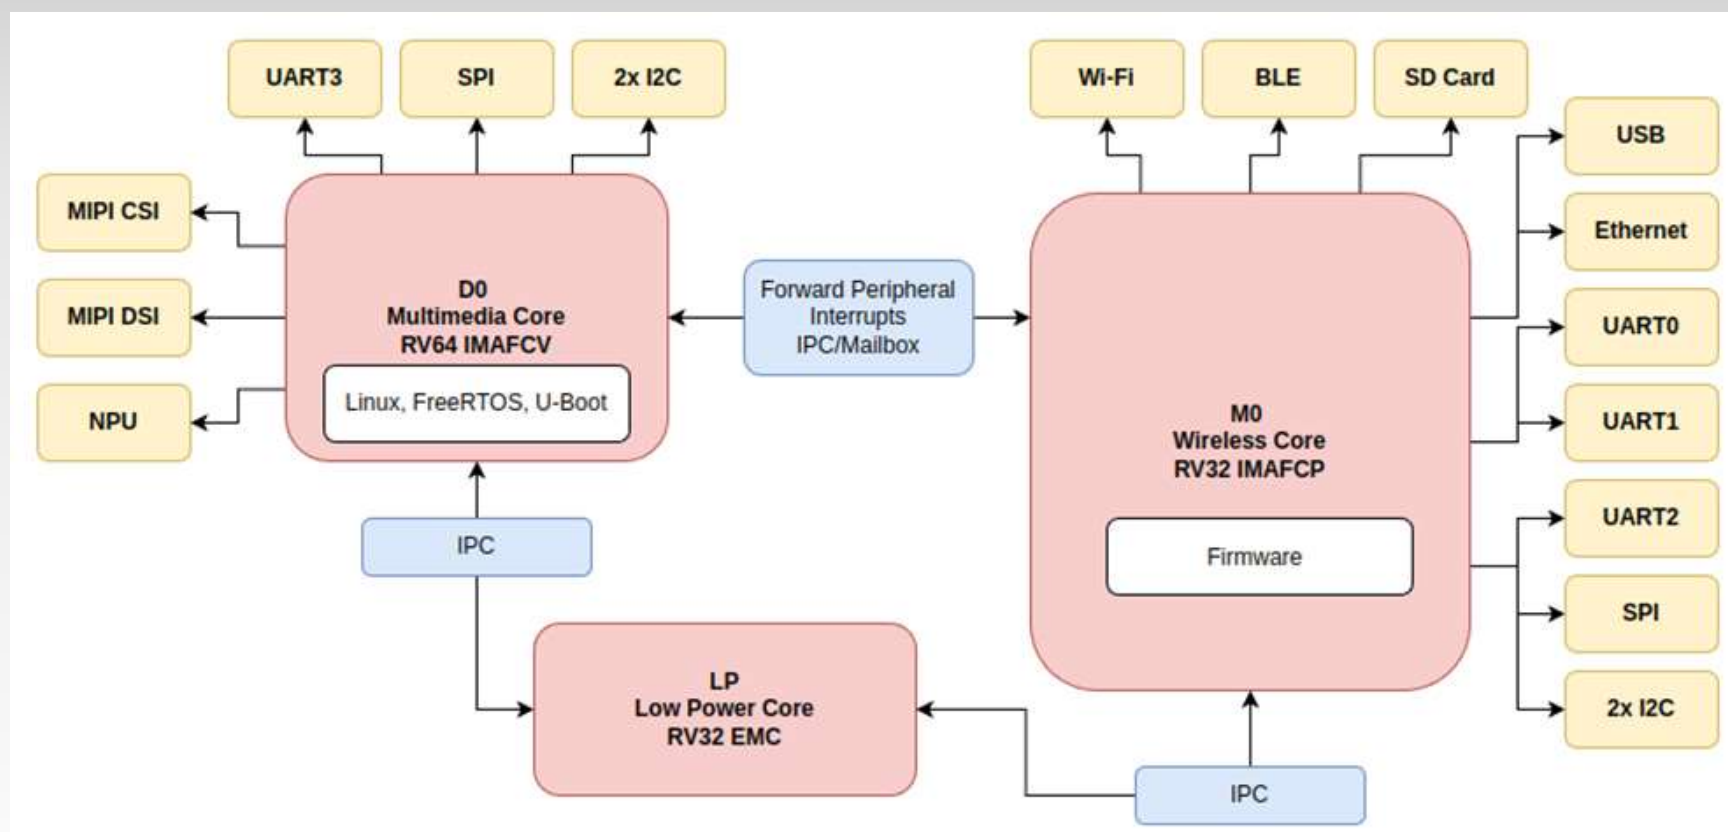 UART3
SPI
2x I2C
Wi-Fi
BLE
SD Card
USB
MIPI CSI
Ethernet
MIPI DSI
D0
Multimedia Core
RV64 IMAFCV
Linux, FreeRTOS, U-Boot
Forward Peripheral
Interrupts
IPC/Mailbox
UART0
NPU
UART1
M0
Wireless Core
RV32 IMAFCP
Firmware
UART2
IPC
SPI
LP
Low Power Core
RV32 EMC
2x I2C
IPC